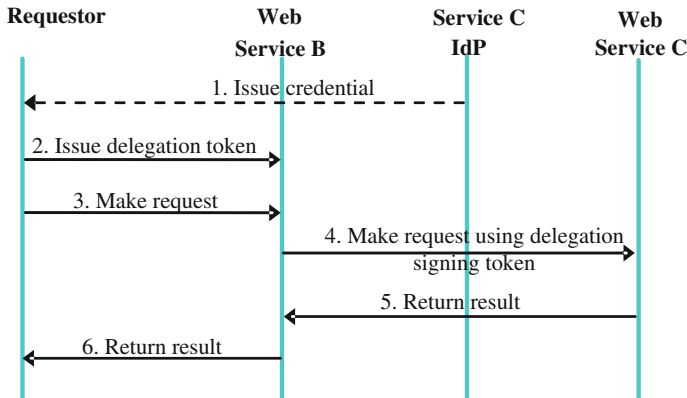 Requestor
Web
Service B
Service C
IdP
Web
Service C
1. Issue credential
2. Issue delegation token
3. Make request
4. Make request using delegation
signing token
5. Return result
6. Return result